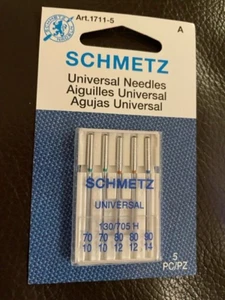 Art.1711-5
A
SCHMETZ
Universal Needles
Aiguilles Universal
Agujas Universal
SCHMETZ
UNIVERSAL
130/705 H
70 70 80 80 90
10 10 12 12 14
5
PC/PZ